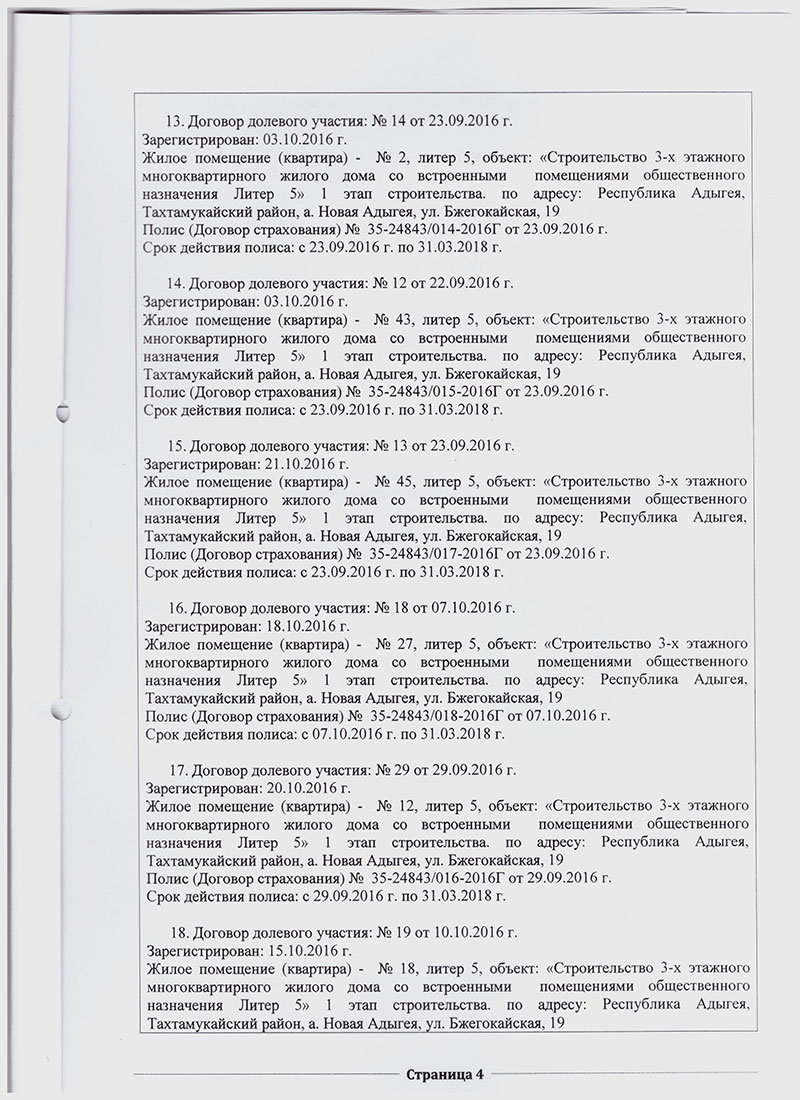 13. Договор долевого участия: № 14 от 23.09.2016 г.
Зарегистрирован: 03.10.2016 г.
Жилое помещение (квартира) - № 2, литер 5, объект: «Строительство 3-х этажного
многоквартирного жилого дома со встроенными помещениями общественного
назначения Литер 5» 1 этап строительства. по адресу: Республика Адыгея,
Тахтамукайский район, а. Новая Адыгея, ул. Бжегокайская, 19
Полис (Договор страхования) № 35-24843/014-2016Г от 23.09.2016 г.
Срок действия полиса: с 23.09.2016 г. по 31.03.2018 г.
14. Договор долевого участия: № 12 от 22.09.2016 г.
Зарегистрирован: 03.10.2016 г.
Жилое помещение (квартира) - № 43, литер 5, объект: «Строительство 3-х этажного
многоквартирного жилого дома со встроенными помещениями общественного
назначения Литер 5» 1 этап строительства. по адресу: Республика Адыгея,
Тахтамукайский район, а. Новая Адыгея, ул. Бжегокайская, 19
Полис (Договор страхования) № 35-24843/015-2016Г от 23.09.2016 г.
Срок действия полиса: с 23.09.2016 г. по 31.03.2018 г.
15. Договор долевого участия: № 13 от 23.09.2016 г.
Зарегистрирован: 21.10.2016 г.
Жилое помещение (квартира) - № 45, литер 5, объект: «Строительство 3-х этажного
многоквартирного жилого дома со встроенными помещениями общественного
назначения Литер 5» 1 этап строительства. по адресу: Республика Адыгея,
Тахтамукайский район, а. Новая Адыгея, ул. Бжегокайская, 19
Полис (Договор страхования) № 35-24843/017-2016Г от 23.09.2016 г.
Срок действия полиса: с 23.09.2016 г. по 31.03.2018 г.
16. Договор долевого участия: № 18 от 07.10.2016 г.
Зарегистрирован: 18.10.2016 г.
Жилое помещение (квартира) - № 27, литер 5, объект: «Строительство 3-х этажного
многоквартирного жилого дома со встроенными помещениями общественного
назначения Литер 5» 1 этап строительства. по адресу: Республика Адыгея,
Тахтамукайский район, а. Новая Адыгея, ул. Бжегокайская, 19
Полис (Договор страхования) № 35-24843/018-2016Г от 07.10.2016 г.
Срок действия полиса: с 07.10.2016 г. по 31.03.2018 г.
17. Договор долевого участия: № 29 от 29.09.2016 г.
Зарегистрирован: 20.10.2016 г.
Жилое помещение (квартира) - № 12, литер 5, объект: «Строительство 3-х этажного
многоквартирного жилого дома со встроенными помещениями общественного
назначения Литер 5» 1 этап строительства. по адресу: Республика Адыгея,
Тахтамукайский район, а. Новая Адыгея, ул. Бжегокайская, 19
Полис (Договор страхования) № 35-24843/016-2016Г от 29.09.2016 г.
Срок действия полиса: с 29.09.2016 г. по 31.03.2018 г.
18. Договор долевого участия: № 19 от 10.10.2016 г.
Зарегистрирован: 15.10.2016 г.
Жилое помещение (квартира) - № 18, литер 5, объект: «Строительство 3-х этажного
многоквартирного жилого дома со встроенными помещениями общественного
назначения Литер 5» 1 этап строительства. по адресу: Республика Адыгея,
Тахтамукайский район, а. Новая Адыгея, ул. Бжегокайская, 19
Страница 4